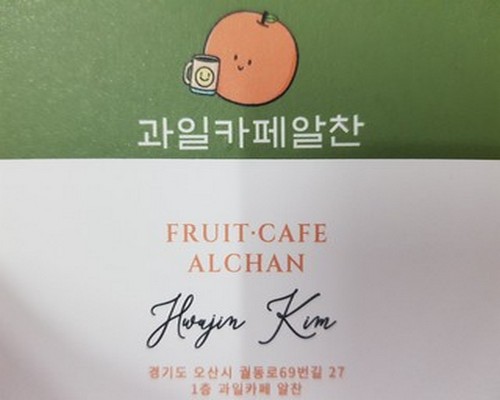 과일카페알찬
FRUIT·CAFE
ALCHAN
Hwajin Kim
경기도 오산시 궐동로69번길 27
1층 과일카페 알찬